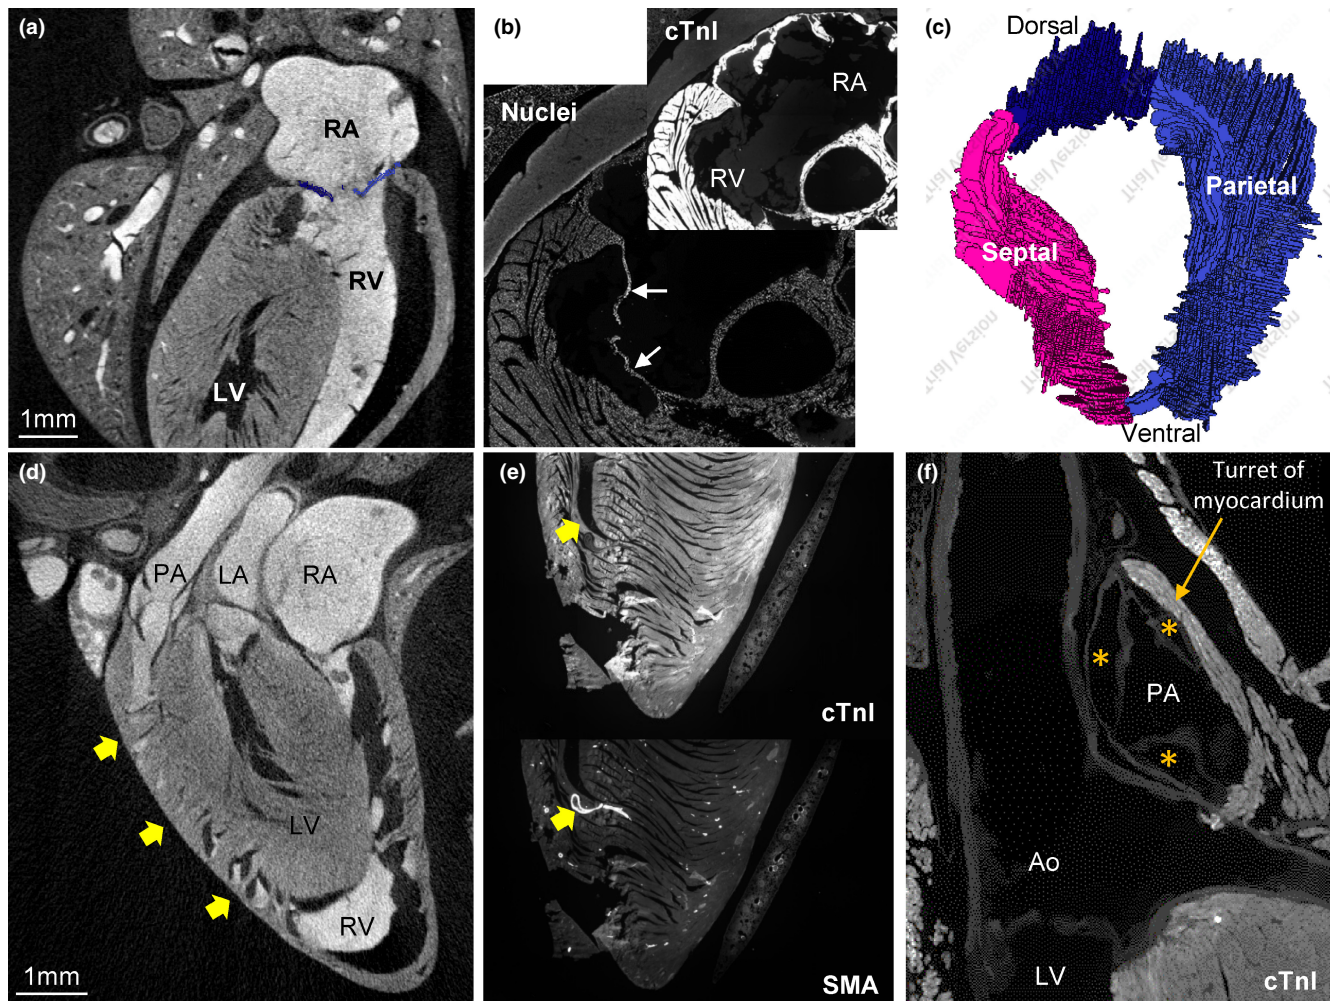 (a)
RA
RV
LV
1mm
(b)
cTnI
RA
Nuclei
RV
(c)
Dorsal
Parietal
Septal
Ventral
(d)
PA
LA
RA
LV
RV
1mm
(e)
cTnI
SMA
(f)
Turret of
myocardium
*
*
PA
*
Ao
LV
cTnI